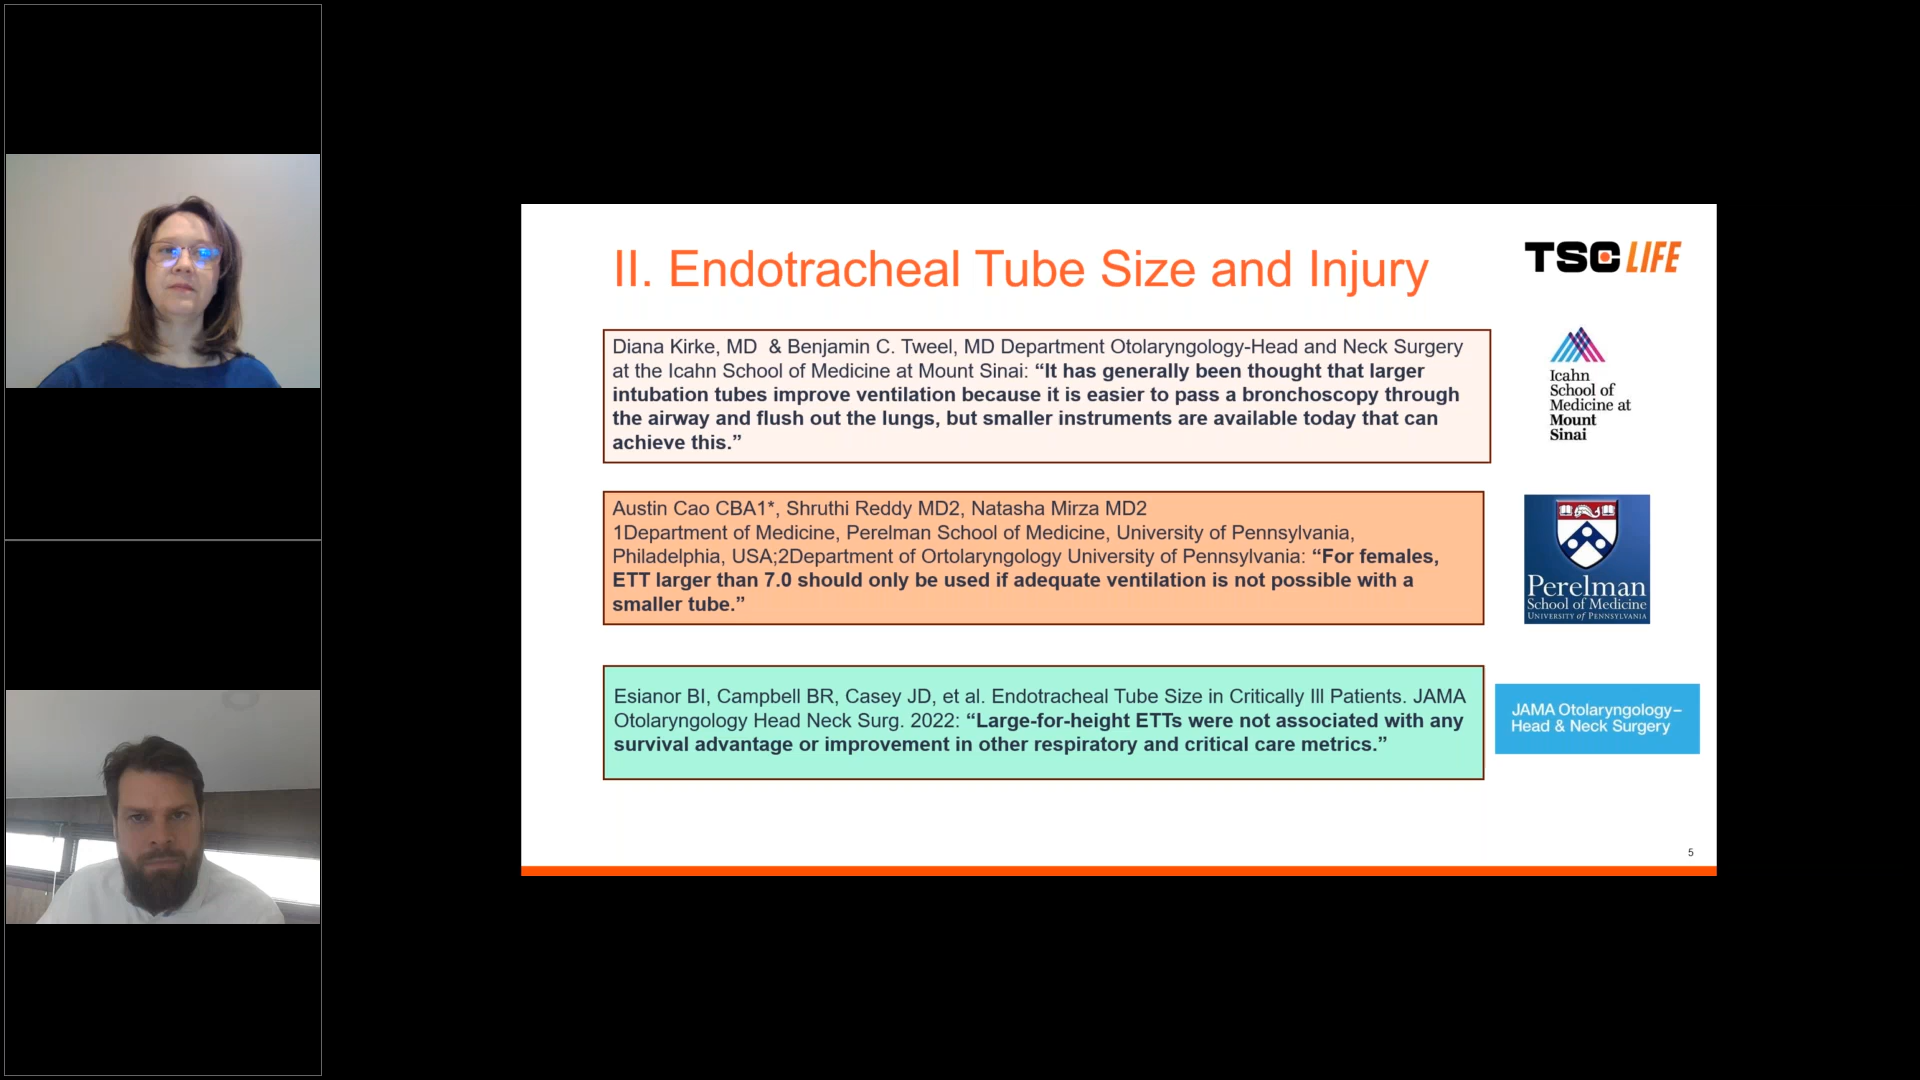 II. Endotracheal Tube Size and Injury
TSC LIFE
Diana Kirke, MD  & Benjamin C. Tweel, MD Department Otolaryngology-Head and Neck Surgery
at the Icahn School of Medicine at Mount Sinai: “It has generally been thought that larger
intubation tubes improve ventilation because it is easier to pass a bronchoscopy through
the airway and flush out the lungs, but smaller instruments are available today that can
achieve this.”
Icahn
School of
Medicine at
Mount
Sinai
Austin Cao CBA1*, Shruthi Reddy MD2, Natasha Mirza MD2
1Department of Medicine, Perelman School of Medicine, University of Pennsylvania,
Philadelphia, USA;2Department of Ortolaryngology University of Pennsylvania: “For females,
ETT larger than 7.0 should only be used if adequate ventilation is not possible with a
smaller tube.”
Perelman
School of Medicine
University of Pennsylvania
Esianor BI, Campbell BR, Casey JD, et al. Endotracheal Tube Size in Critically Ill Patients. JAMA
Otolaryngology Head Neck Surg. 2022: “Large-for-height ETTs were not associated with any
survival advantage or improvement in other respiratory and critical care metrics.”
JAMA Otolaryngology–
Head & Neck Surgery
5